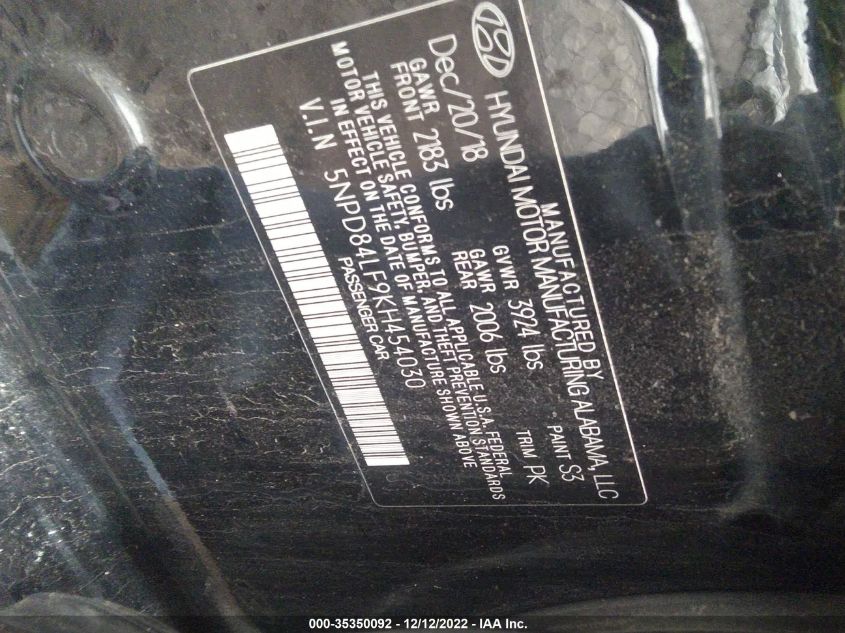 MANUFACTURED BY
HYUNDAI MOTOR MANUFACTURING ALABAMA, LLC
Dec/20/18 GVWR 3924 lbs PAINT S3
GAWR FRONT 2183 lbs GAWR REAR 2006 lbs TRIM PK
THIS VEHICLE CONFORMS TO ALL APPLICABLE U.S.A. FEDERAL
MOTOR VEHICLE SAFETY, BUMPER, AND THEFT PREVENTION STANDARDS
IN EFFECT ON THE DATE OF MANUFACTURE SHOWN ABOVE
V.I.N 5NPD84LF9KH454030
PASSENGER CAR
000-35350092 - 12/12/2022 - IAA Inc.